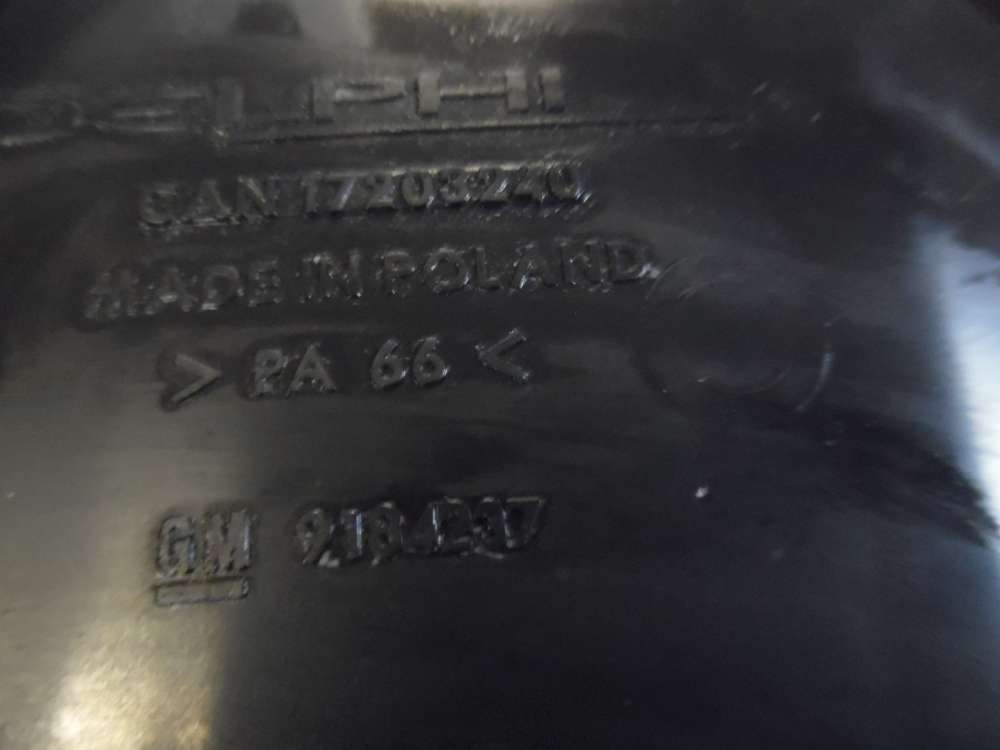 DELPHI
SAN 17203240
MADE IN POLAND
> PA 66 <
GM